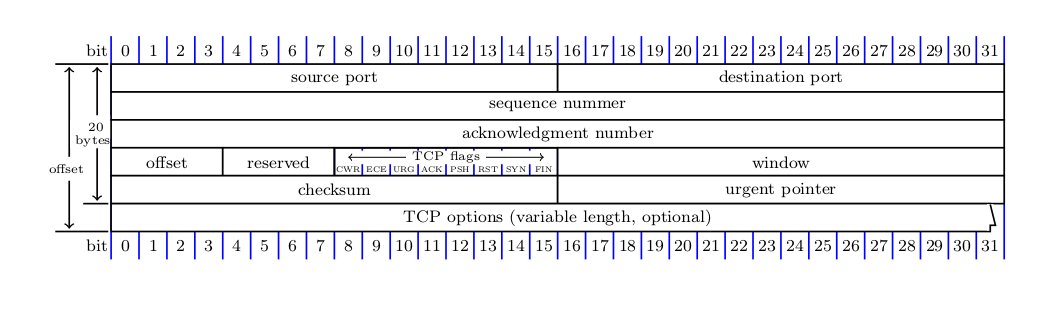 bit 0 1 2 3 4 5 6 7 8 9 10 11 12 13 14 15 16 17 18 19 20 21 22 23 24 25 26 27 28 29 30 31
source port destination port
sequence nummer
20
bytes
acknowledgment number
offset
offset reserved TCP flags window
CWR ECE URG ACK PSH RST SYN FIN
checksum urgent pointer
TCP options (variable length, optional)
bit 0 1 2 3 4 5 6 7 8 9 10 11 12 13 14 15 16 17 18 19 20 21 22 23 24 25 26 27 28 29 30 31